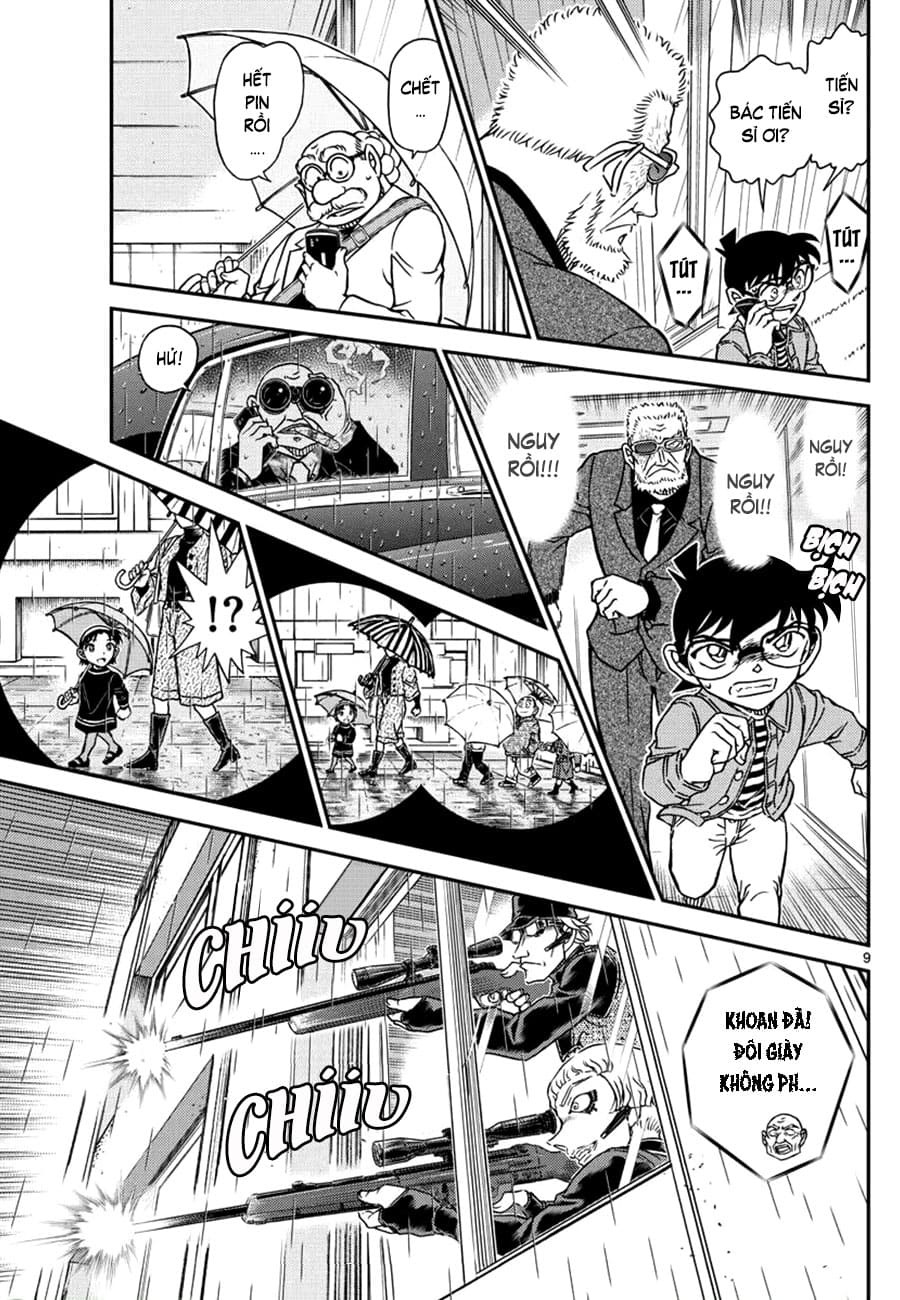 TIẾN
SĨ?
BÁC TIẾN
SĨ ƠI?
TÚT
...
TÚT
...
CHẾT
...
HẾT
PIN
RỒI
....
HỬ!
NGUY
RỒI!
NGUY
RỒI!!
NGUY
RỒI!!!
BỊCH
BỊCH
!?
9
KHOAN ĐÃ!
ĐÔI GIÀY
KHÔNG PH...
CHIIU
CHIIU